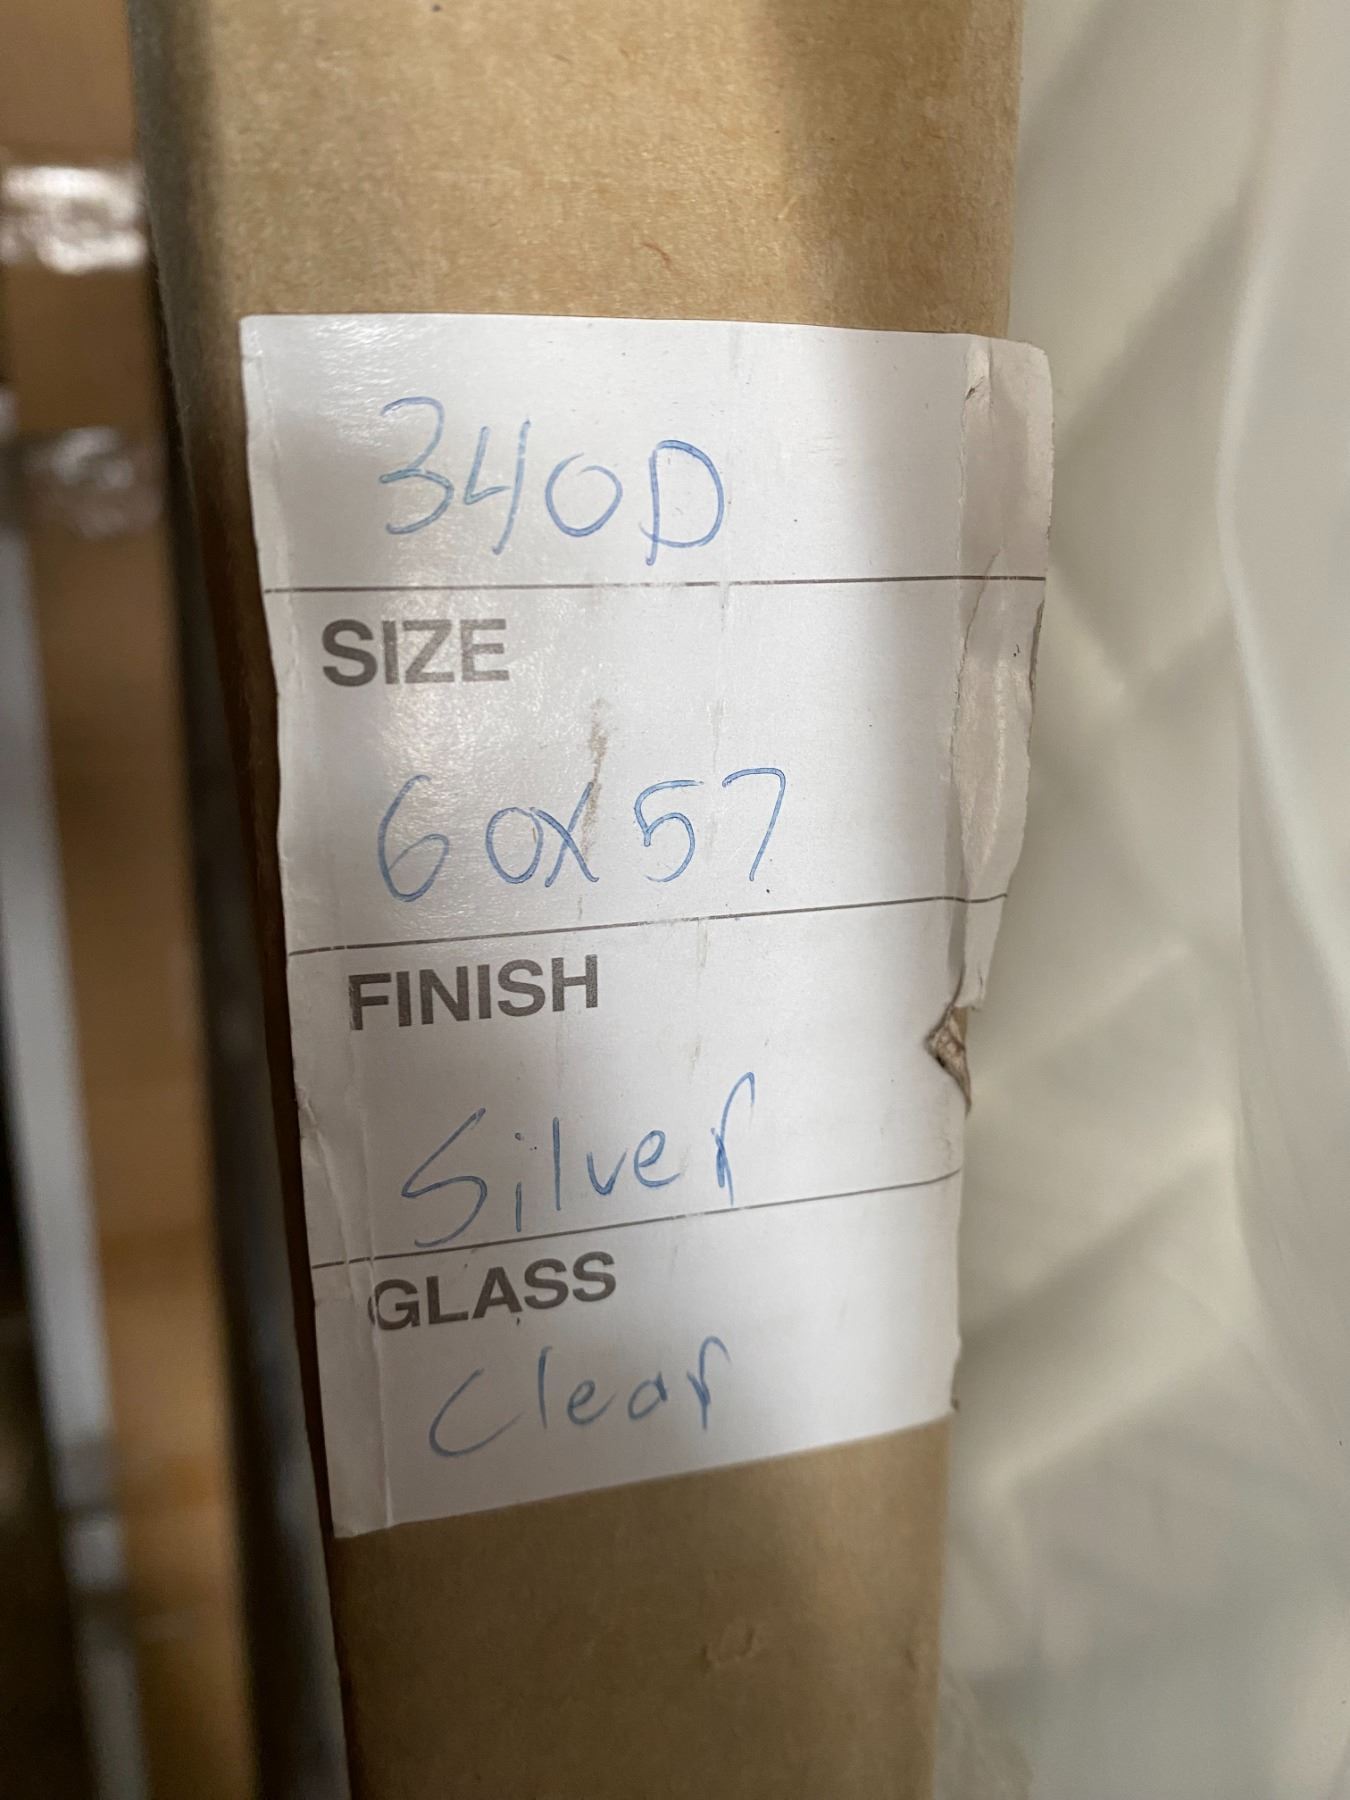 340D
SIZE
60x57
FINISH
Silver
GLASS
Clear